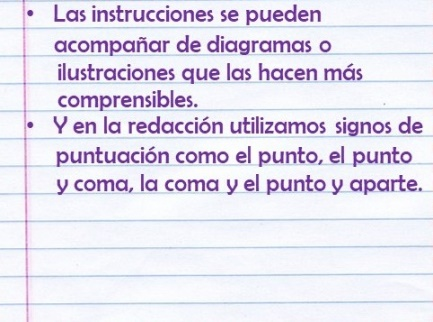 • Las instrucciones se pueden
acompañar de diagramas o
ilustraciones que las hacen más
comprensibles.
• Y en la redacción utilizamos signos de
puntuación como el punto, el punto
y coma, la coma y el punto y aparte.